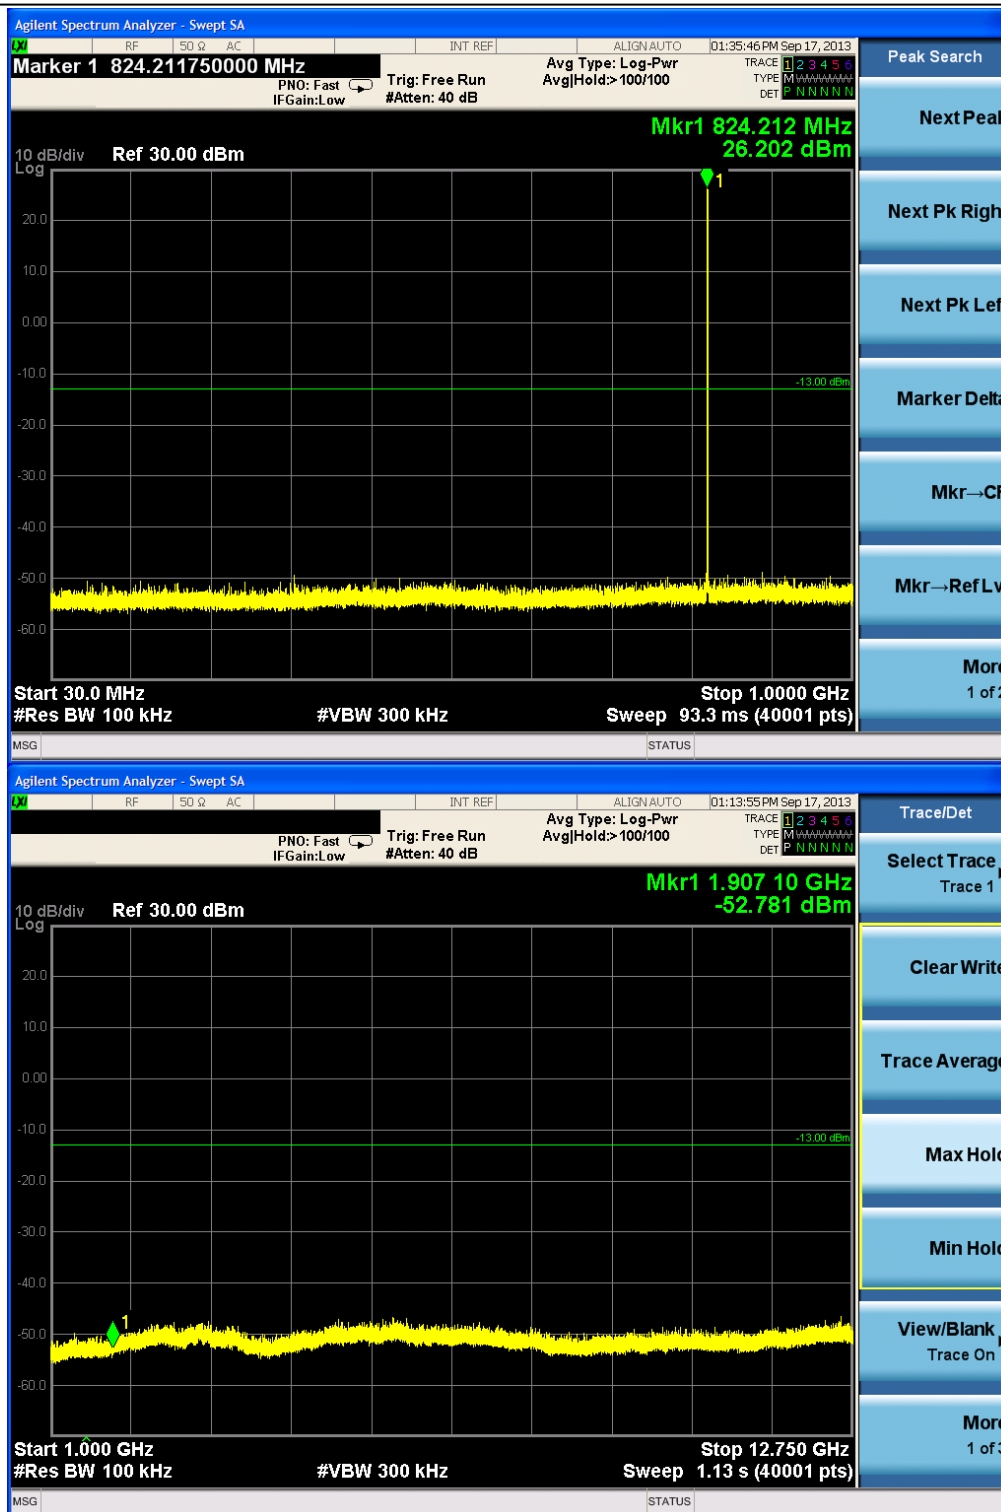 Agilent Spectrum Analyzer - Swept SA
LXI RF 50 Ω AC INT REF ALIGN AUTO 01:35:46 PM Sep 17, 2013
Marker 1 824.211750000 MHz
PNO: Fast
IFGain:Low
Trig: Free Run
#Atten: 40 dB
Avg Type: Log-Pwr
Avg|Hold:>100/100
TRACE 1 2 3 4 5 6
TYPE M
DET P N N N N N
Mkr1 824.212 MHz
26.202 dBm
10 dB/div Ref 30.00 dBm
Log
1
20.0
10.0
0.00
-10.0
-13.00 dBm
-20.0
-30.0
-40.0
-50.0
-60.0
Start 30.0 MHz Stop 1.0000 GHz
#Res BW 100 kHz #VBW 300 kHz Sweep 93.3 ms (40001 pts)
MSG STATUS
Peak Search
Next Peak
Next Pk Righ
Next Pk Lef
Marker Delta
Mkr→CF
Mkr→Ref Lv
More
1 of 2
Agilent Spectrum Analyzer - Swept SA
LXI RF 50 Ω AC INT REF ALIGN AUTO 01:13:55 PM Sep 17, 2013
PNO: Fast
IFGain:Low
Trig: Free Run
#Atten: 40 dB
Avg Type: Log-Pwr
Avg|Hold:>100/100
TRACE 1 2 3 4 5 6
TYPE M
DET P N N N N N
Mkr1 1.907 10 GHz
-52.781 dBm
10 dB/div Ref 30.00 dBm
Log
20.0
10.0
0.00
-10.0
-13.00 dBm
-20.0
-30.0
-40.0
1
-50.0
-60.0
Start 1.000 GHz Stop 12.750 GHz
#Res BW 100 kHz #VBW 300 kHz Sweep 1.13 s (40001 pts)
MSG STATUS
Trace/Det
Select Trace
Trace 1
Clear Write
Trace Average
Max Hold
Min Hold
View/Blank
Trace On
More
1 of 3